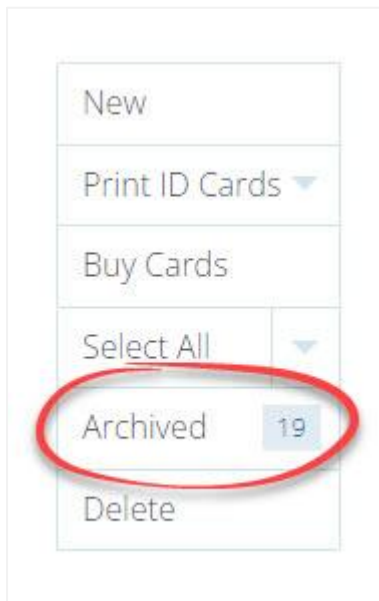 New
Print ID Cards
Buy Cards
Select All
Archived 19
Delete